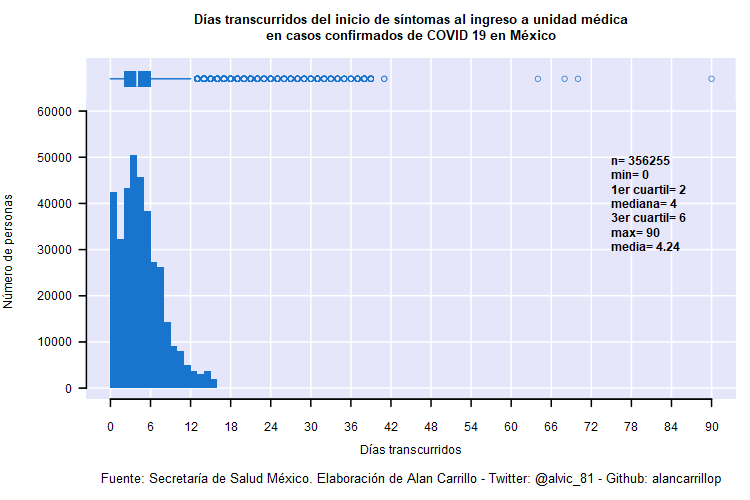 Días transcurridos del inicio de síntomas al ingreso a unidad médica
en casos confirmados de COVID 19 en México
Número de personas
60000
50000
40000
30000
20000
10000
0
n= 356255
min= 0
1er cuartil= 2
mediana= 4
3er cuartil= 6
max= 90
media= 4.24
0 6 12 18 24 30 36 42 48 54 60 66 72 78 84 90
Días transcurridos
Fuente: Secretaría de Salud México. Elaboración de Alan Carrillo - Twitter: @alvic_81 - Github: alancarrillop